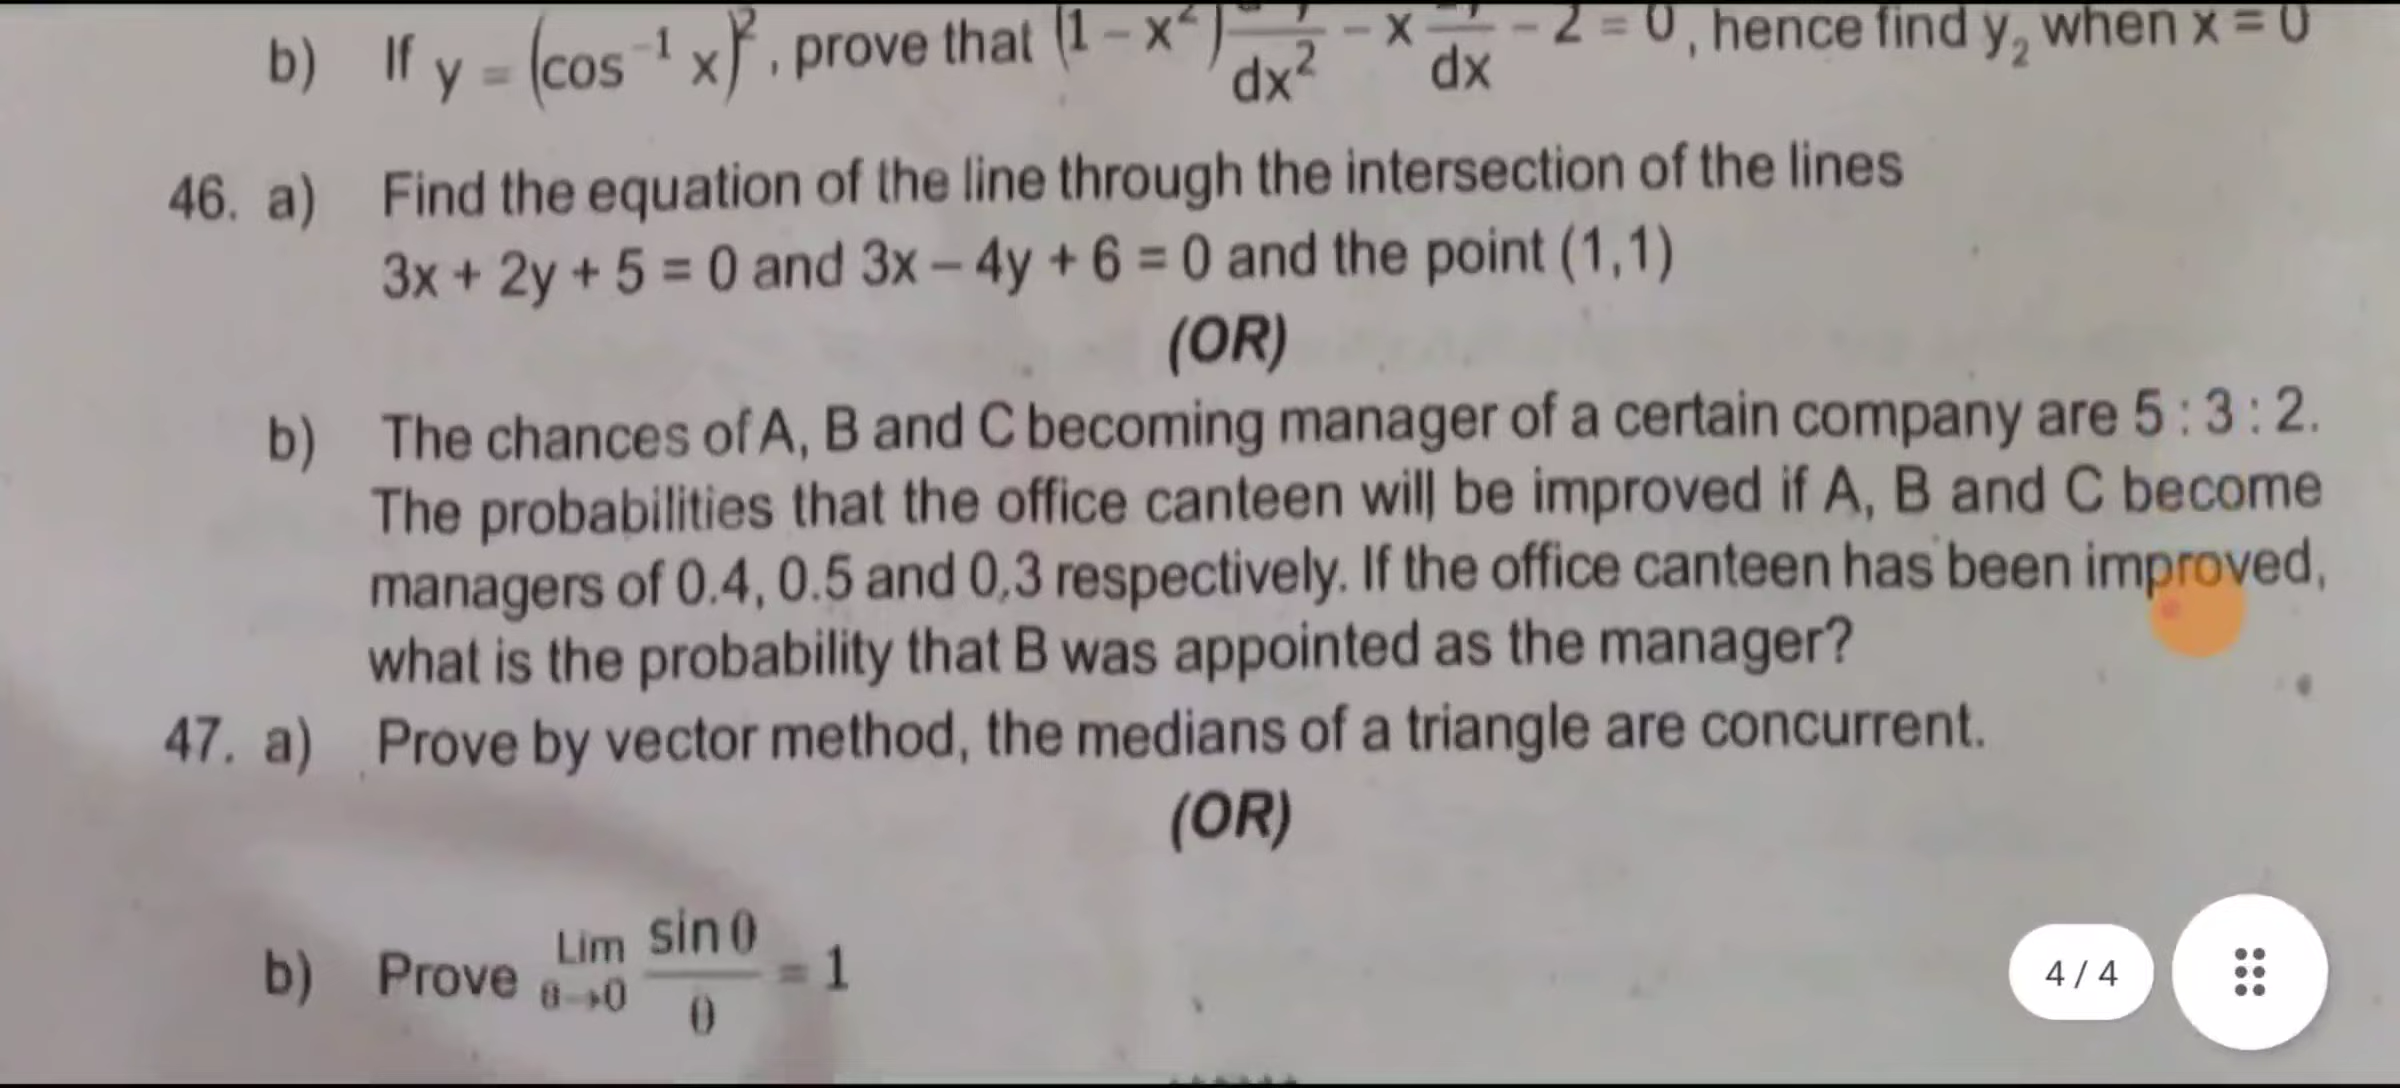 b) If y = (cos⁻¹ x)², prove that (1 – x²) d²y/dx² – x dy/dx – 2 = 0, hence find y₂ when x = 0
46. a) Find the equation of the line through the intersection of the lines
3x + 2y + 5 = 0 and 3x – 4y + 6 = 0 and the point (1,1)
(OR)
b) The chances of A, B and C becoming manager of a certain company are 5 : 3 : 2.
The probabilities that the office canteen will be improved if A, B and C become
managers of 0.4, 0.5 and 0.3 respectively. If the office canteen has been improved,
what is the probability that B was appointed as the manager?
47. a) Prove by vector method, the medians of a triangle are concurrent.
(OR)
b) Prove Lim θ→0 sin θ / θ = 1
4 / 4